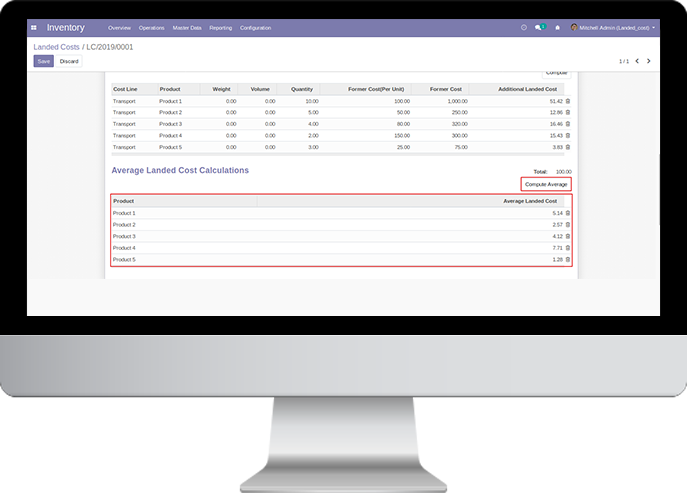 Inventory Overview Operations Master Data Reporting Configuration Mitchell Admin (Landed_cost)
Landed Costs / LC/2019/0001
Save Discard 1 / 1
Compute
Cost Line Product Weight Volume Quantity Former Cost(Per Unit) Former Cost Additional Landed Cost
Transport Product 1 0.00 0.00 10.00 100.00 1,000.00 51.42
Transport Product 2 0.00 0.00 5.00 50.00 250.00 12.86
Transport Product 3 0.00 0.00 4.00 80.00 320.00 16.46
Transport Product 4 0.00 0.00 2.00 150.00 300.00 15.43
Transport Product 5 0.00 0.00 3.00 25.00 75.00 3.83
Average Landed Cost Calculations Total: 100.00
Compute Average
Product Average Landed Cost
Product 1 5.14
Product 2 2.57
Product 3 4.12
Product 4 7.71
Product 5 1.28